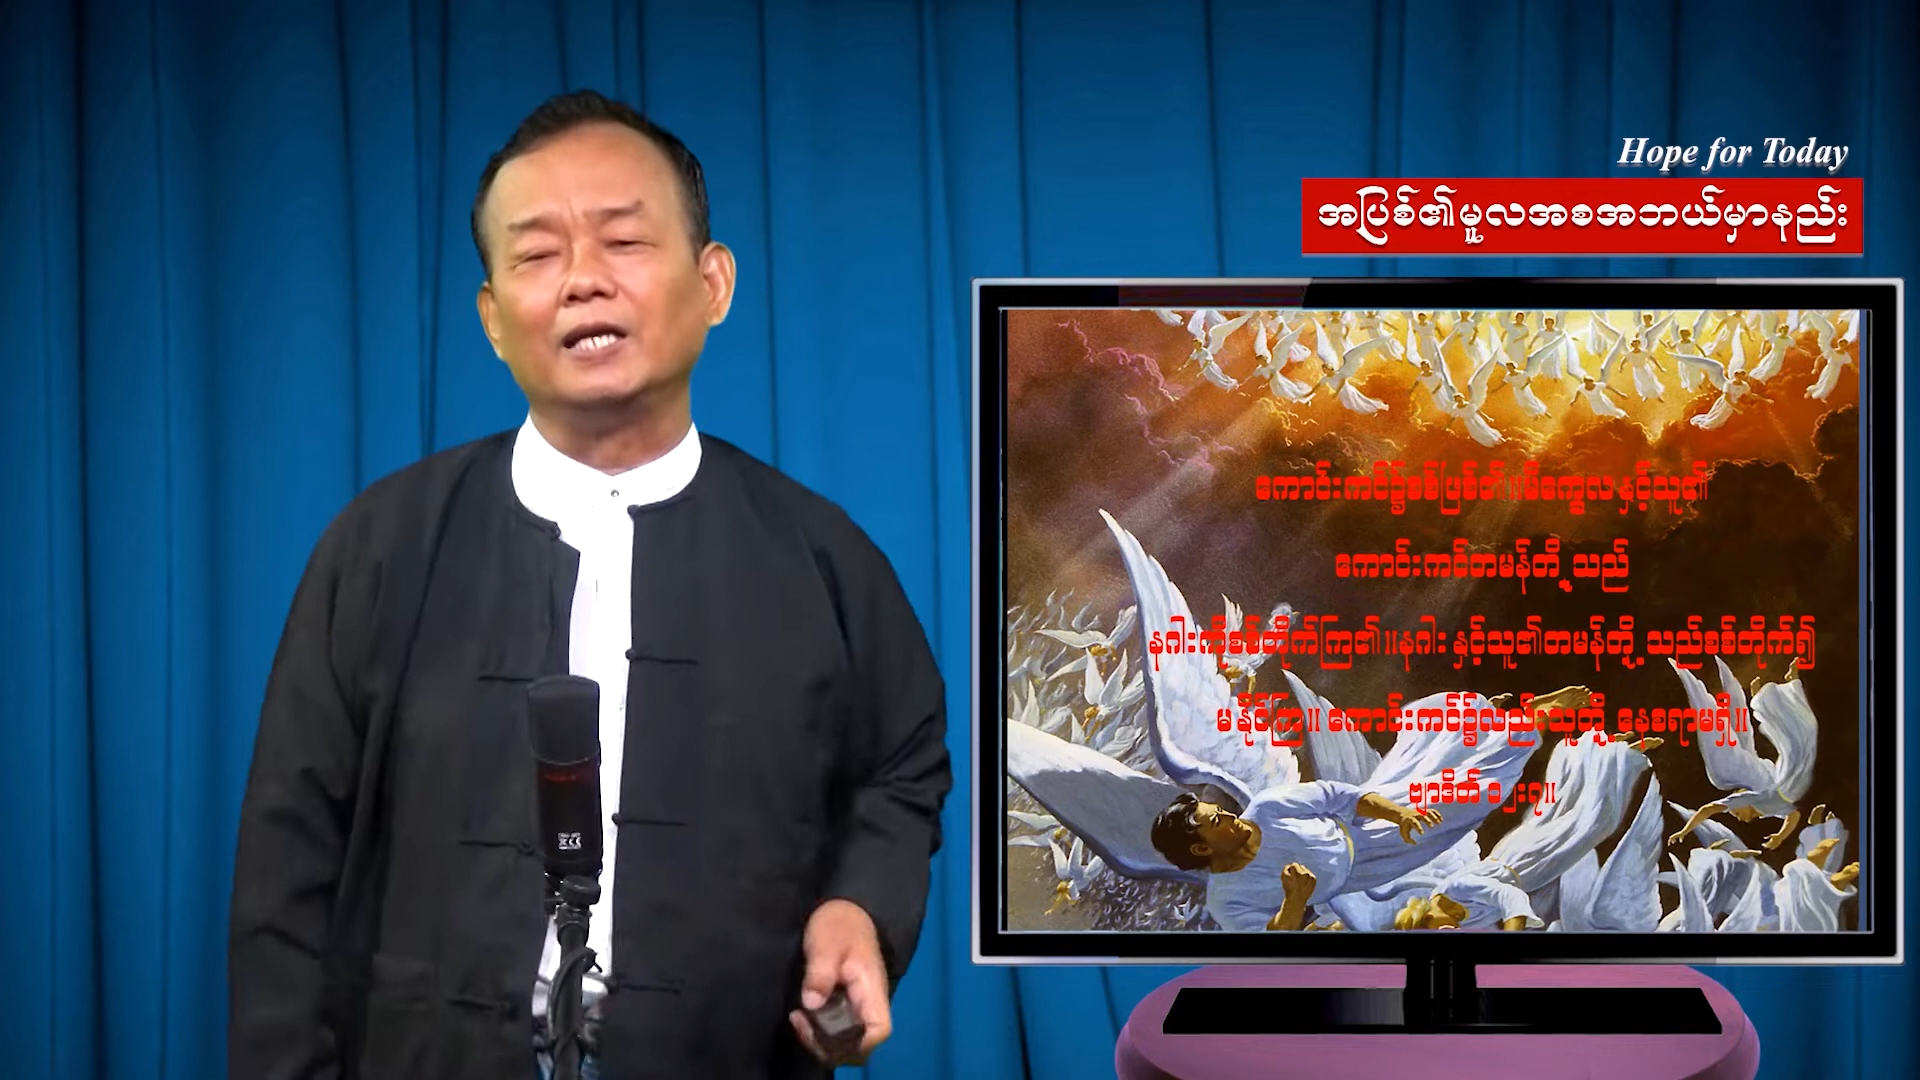 Hope for Today
အပြစ်၏မူလအစအဘယ်မှာနည်း
ကောင်းကင်၌စစ်ဖြစ်၏။မိက္ခေလနှင့်သူ၏
ကောင်းကင်တမန်တို့သည်
နဂါးကိုစစ်တိုက်ကြ၏။နဂါးနှင့်သူ၏တမန်တို့သည်စစ်တိုက်၍
မနိုင်ကြ။ ကောင်းကင်၌လည်းသူတို့နေစရာမရှိ။
ဗျာဒိတ် ၁၂း၇။